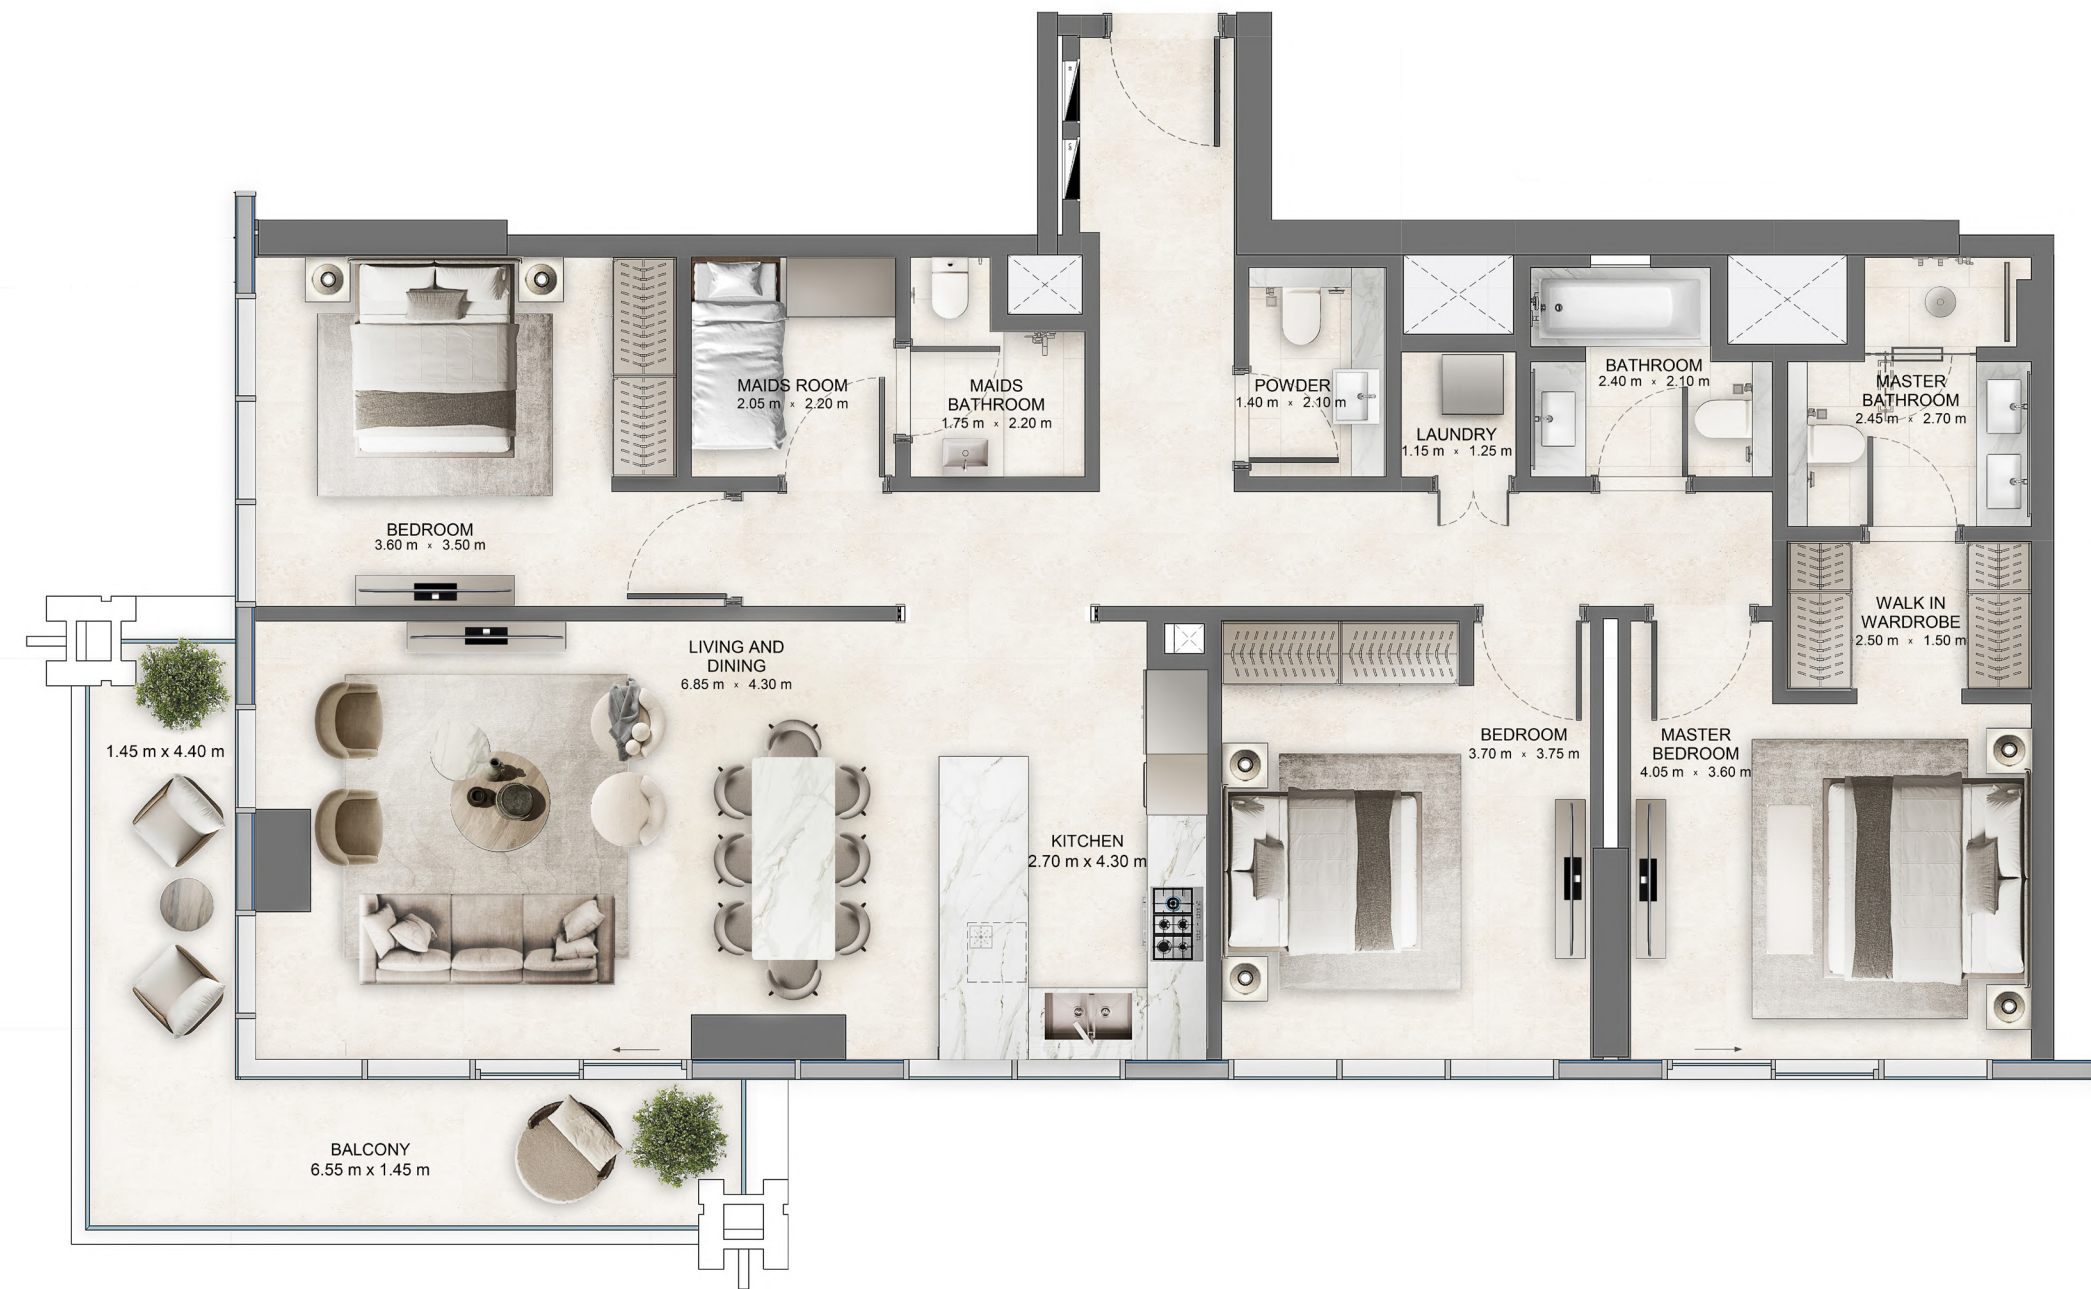 MAIDS ROOM
2.05 m x 2.20 m
MAIDS
BATHROOM
1.75 m x 2.20 m
POWDER
1.40 m x 2.10 m
LAUNDRY
1.15 m x 1.25 m
BATHROOM
2.40 m x 2.10 m
MASTER
BATHROOM
2.45 m x 2.70 m
BEDROOM
3.60 m x 3.50 m
WALK IN
WARDROBE
2.50 m x 1.50 m
LIVING AND
DINING
6.85 m x 4.30 m
1.45 m x 4.40 m
BEDROOM
3.70 m x 3.75 m
MASTER
BEDROOM
4.05 m x 3.60 m
KITCHEN
2.70 m x 4.30 m
BALCONY
6.55 m x 1.45 m